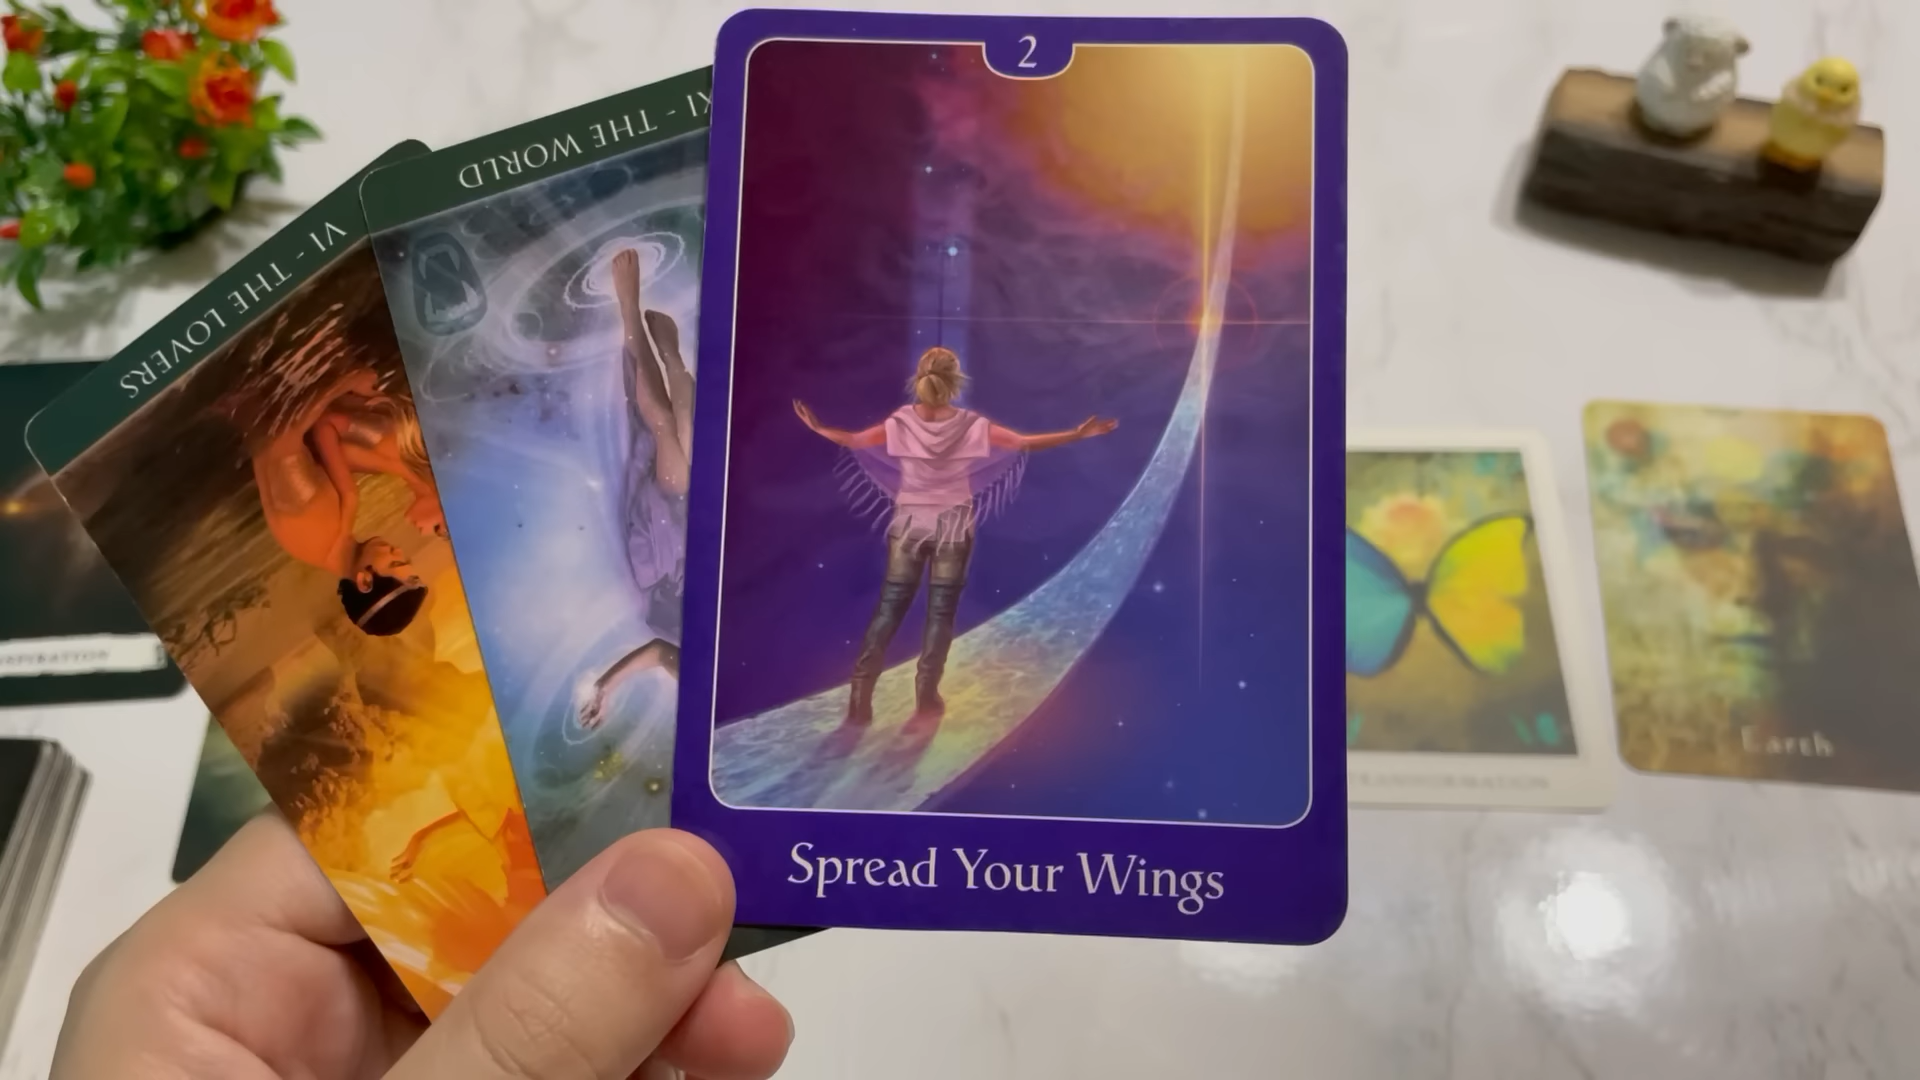 2
Spread Your Wings
XI - THE WORLD
VI - THE LOVERS
Earth